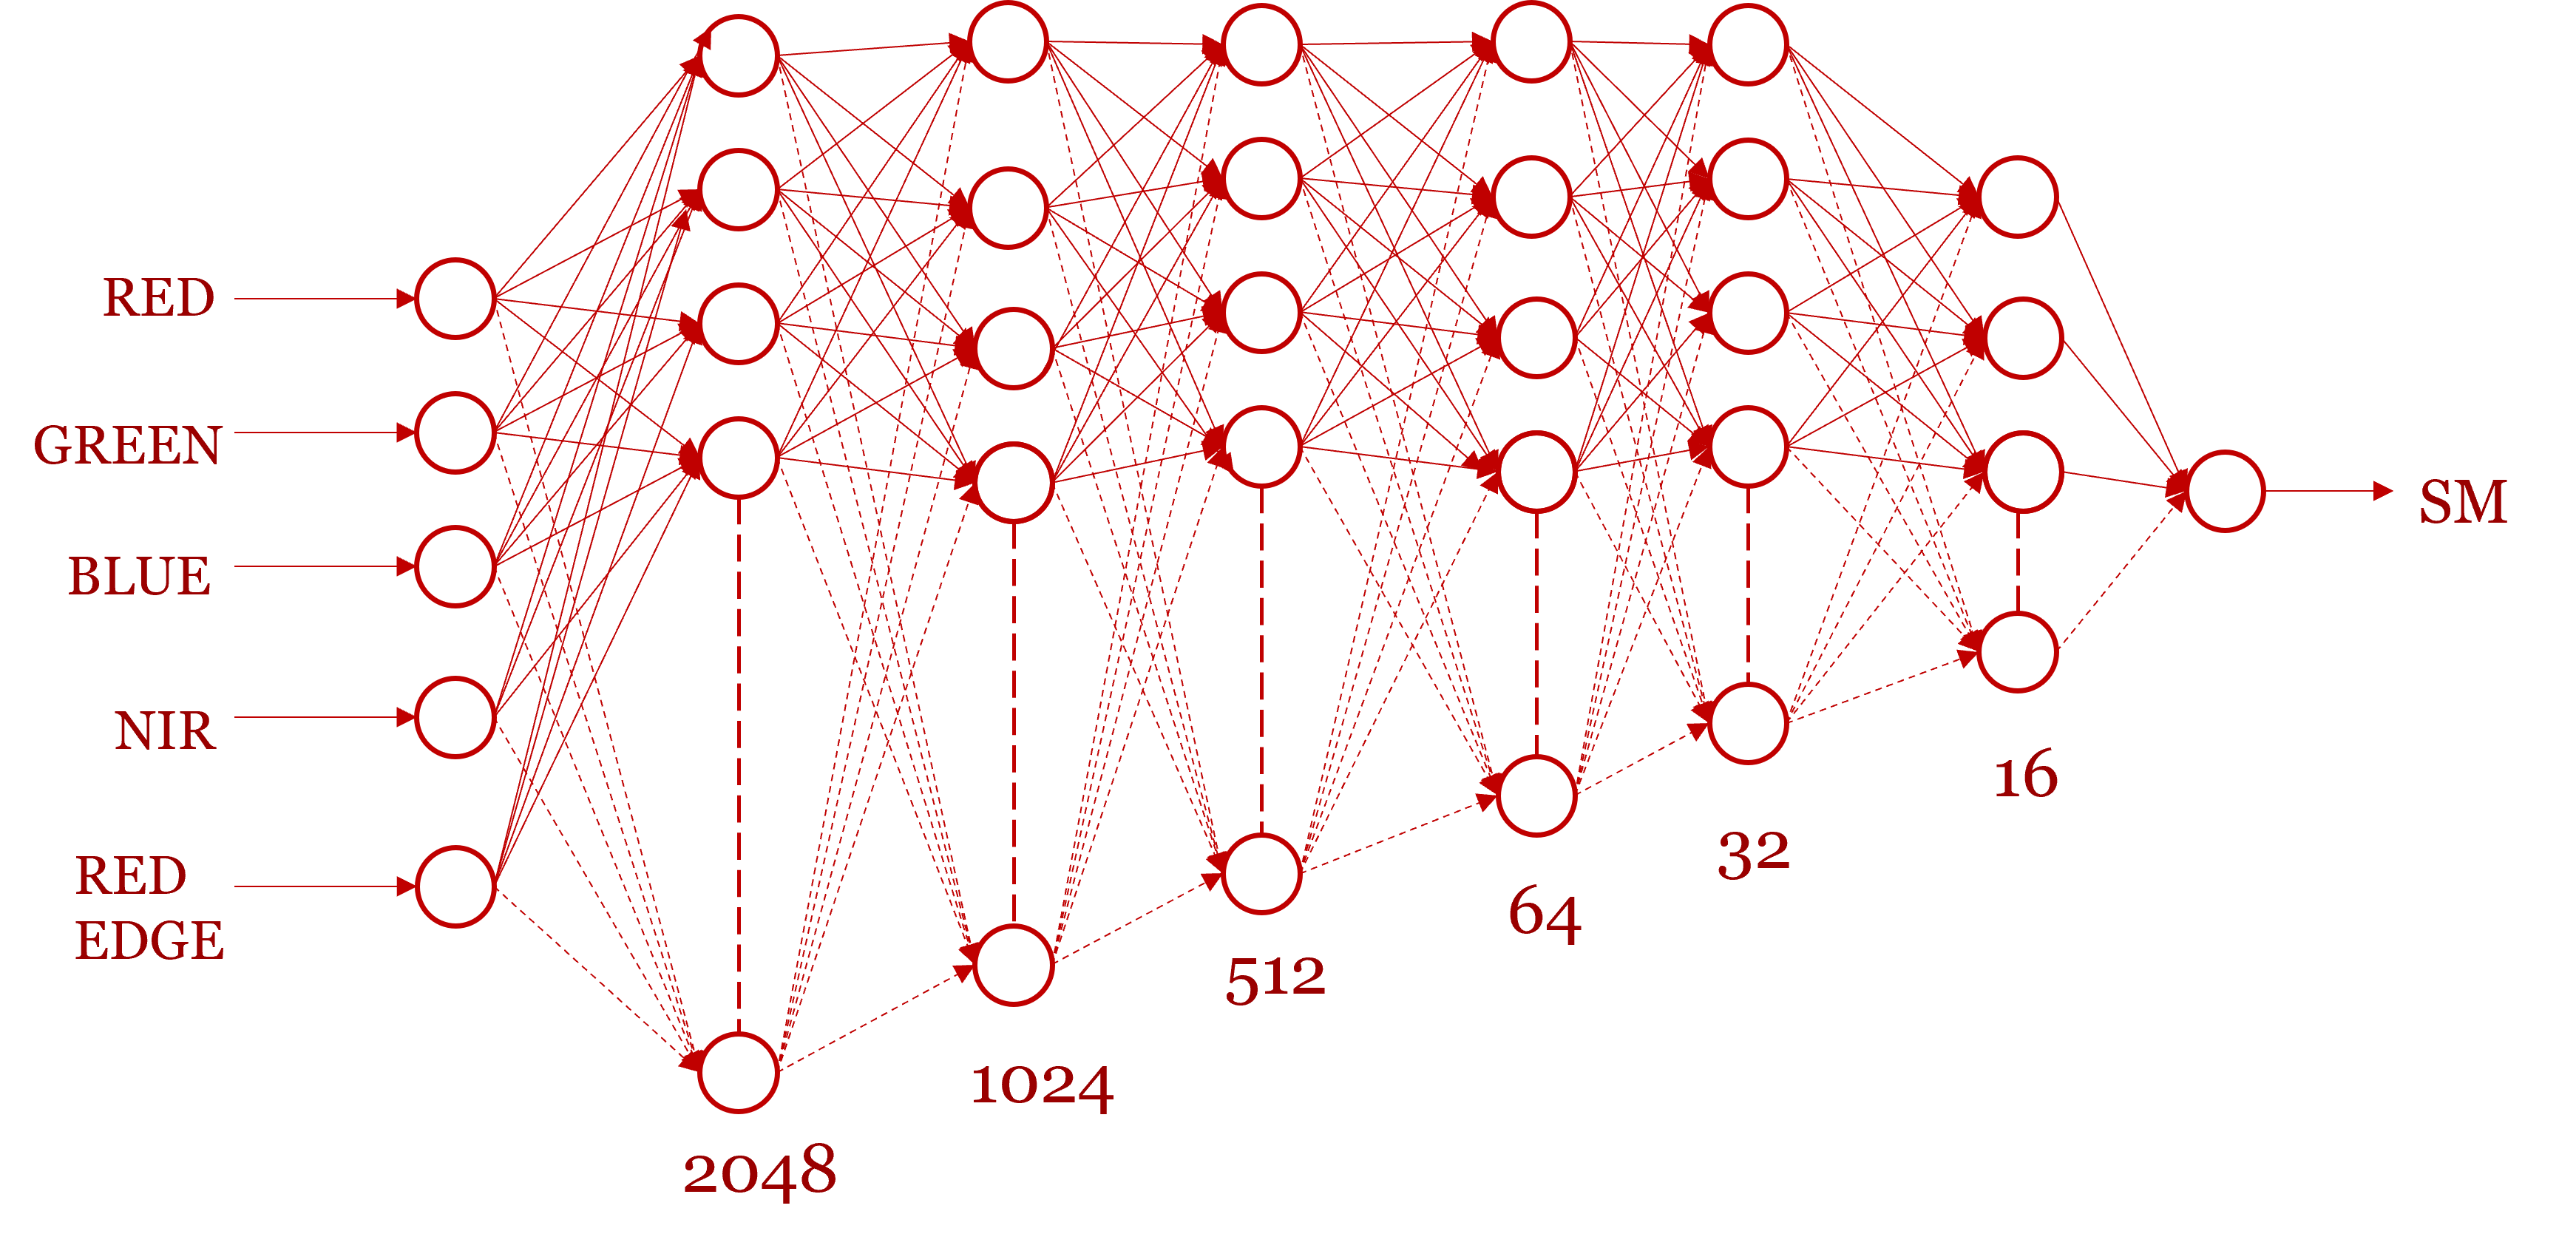 RED
GREEN
BLUE
NIR
RED
EDGE
2048
1024
512
64
32
16
SM